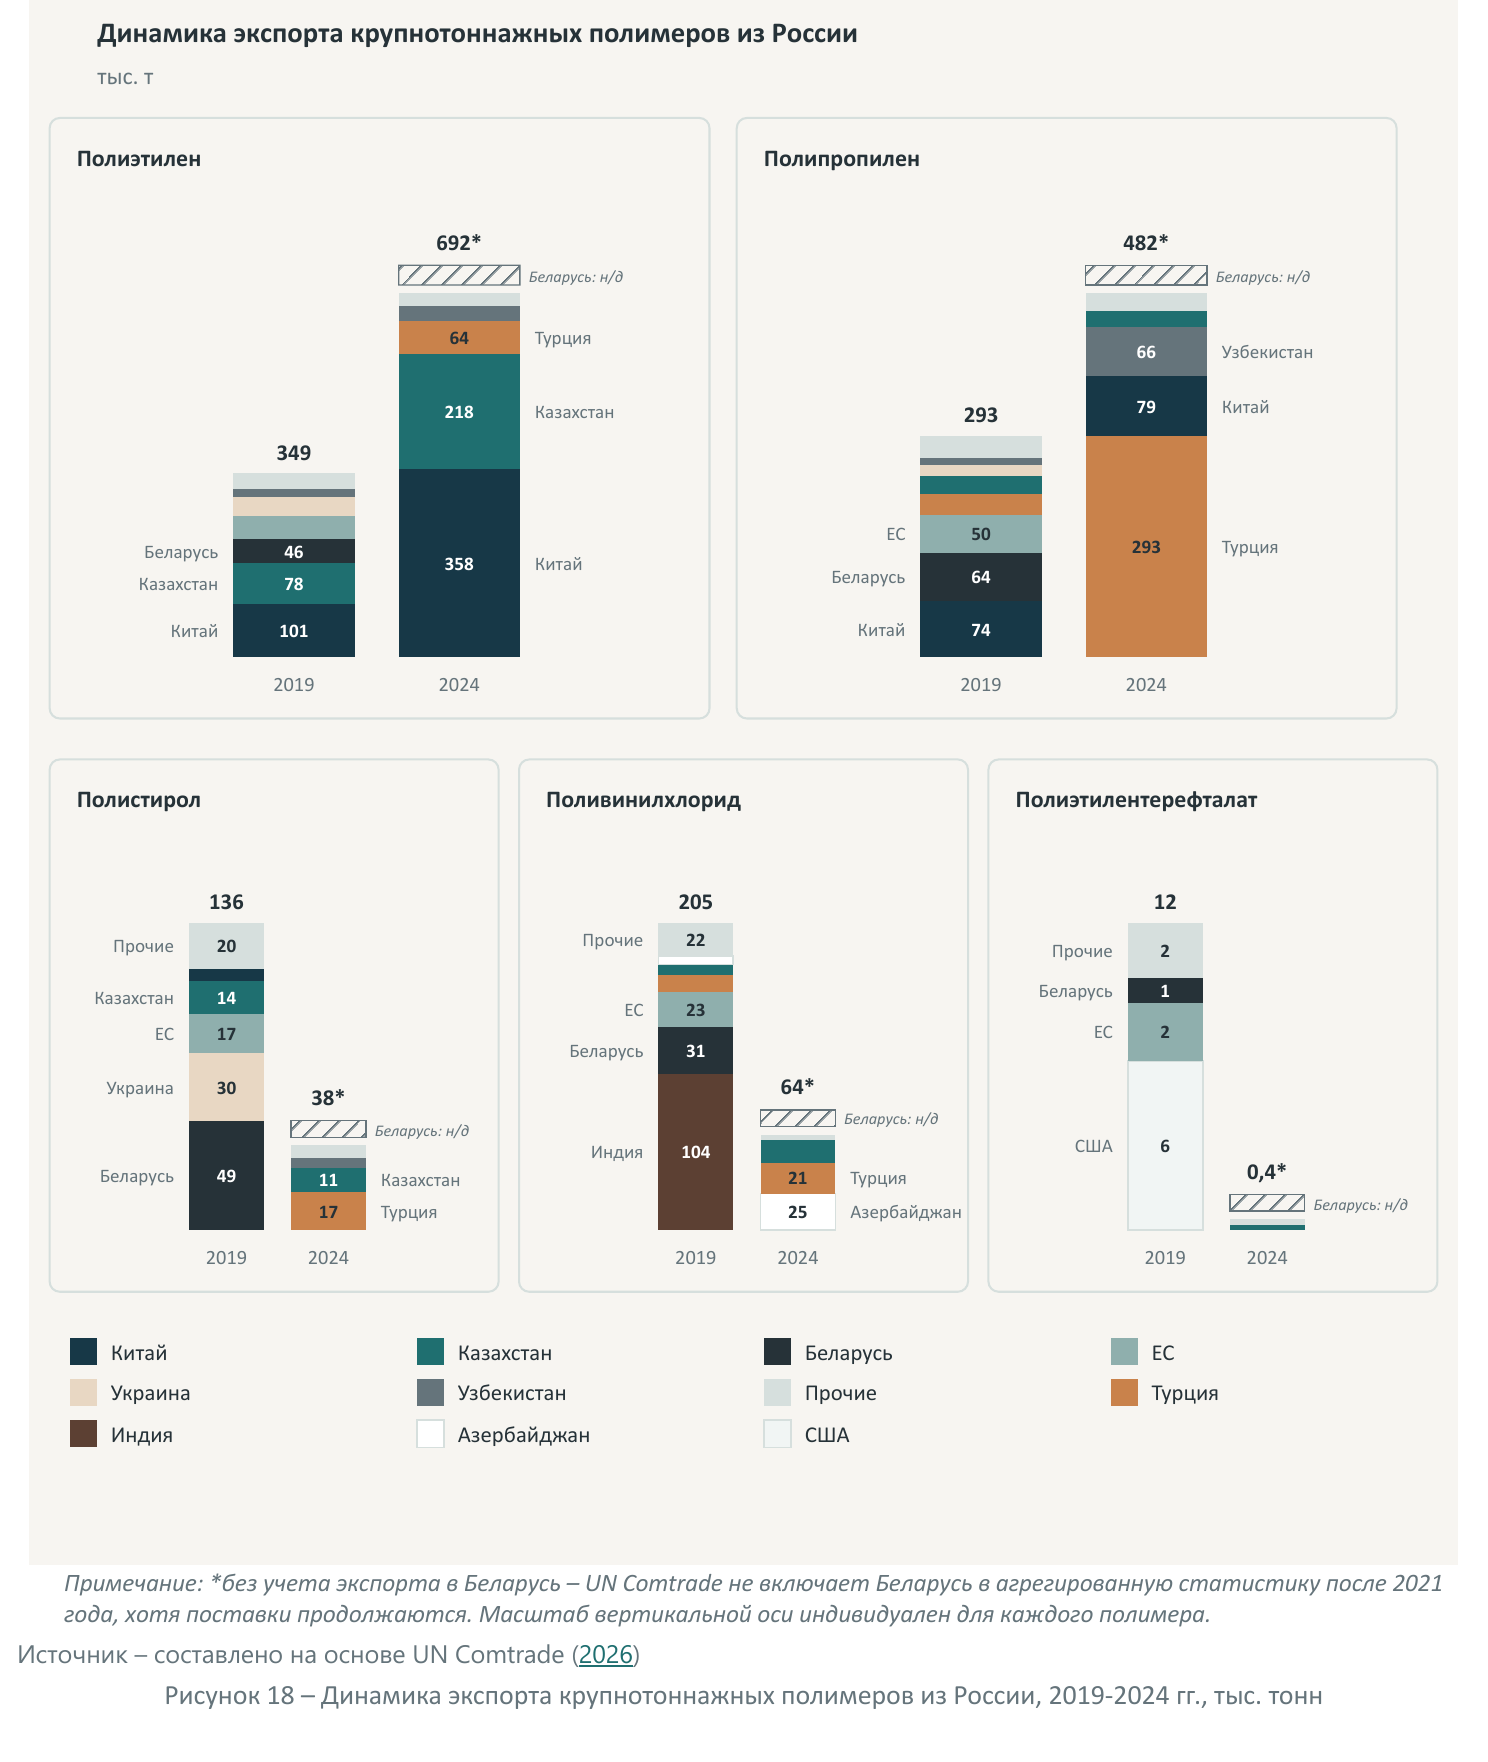 Динамика экспорта крупнотоннажных полимеров из России
тыс. т
Полиэтилен
692*
Беларусь: н/д
64
Турция
218
Казахстан
349
Беларусь
46
Казахстан
78
358
Китай
Китай
101
2019
2024
Полипропилен
482*
Беларусь: н/д
66
Узбекистан
79
Китай
293
ЕС
50
293
Турция
Беларусь
64
Китай
74
2019
2024
Полистирол
136
Прочие
20
Казахстан
14
ЕС
17
Украина
30
38*
Беларусь: н/д
Беларусь
49
11
Казахстан
17
Турция
2019
2024
Поливинилхлорид
205
Прочие
22
ЕС
23
Беларусь
31
64*
Беларусь: н/д
Индия
104
21
Турция
25
Азербайджан
2019
2024
Полиэтилентерефталат
12
Прочие
2
Беларусь
1
ЕС
2
США
6
0,4*
Беларусь: н/д
2019
2024
Китай
Казахстан
Беларусь
ЕС
Украина
Узбекистан
Прочие
Турция
Индия
Азербайджан
США
Примечание: *без учета экспорта в Беларусь – UN Comtrade не включает Беларусь в агрегированную статистику после 2021
года, хотя поставки продолжаются. Масштаб вертикальной оси индивидуален для каждого полимера.
Источник – составлено на основе UN Comtrade (2026)
Рисунок 18 – Динамика экспорта крупнотоннажных полимеров из России, 2019-2024 гг., тыс. тонн